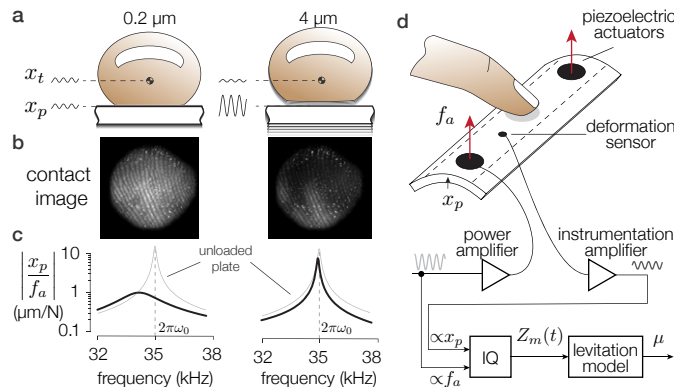 a
0.2 µm
4 µm
x_t
x_p
b
contact
image
c
|x_p / f_a|
(µm/N)
10
1
0.1
unloaded
plate
2πω₀
2πω₀
32
35
38
32
35
38
frequency (kHz)
frequency (kHz)
d
piezoelectric
actuators
f_a
deformation
sensor
x_p
power
amplifier
instrumentation
amplifier
∝x_p
∝f_a
IQ
Z_m(t)
levitation
model
µ